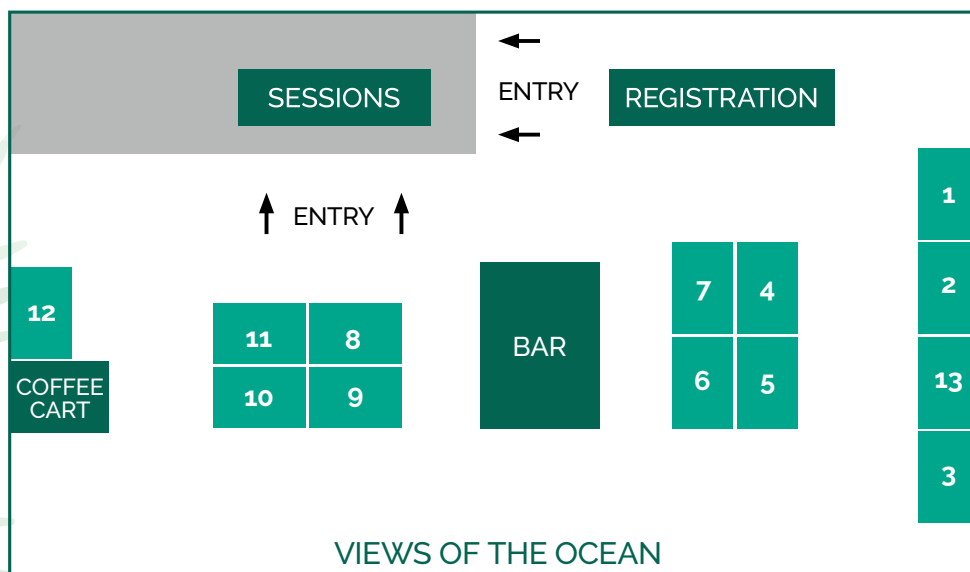 SESSIONS
ENTRY
REGISTRATION
ENTRY
1
2
13
3
7
4
6
5
BAR
11
8
10
9
12
COFFEE
CART
VIEWS OF THE OCEAN